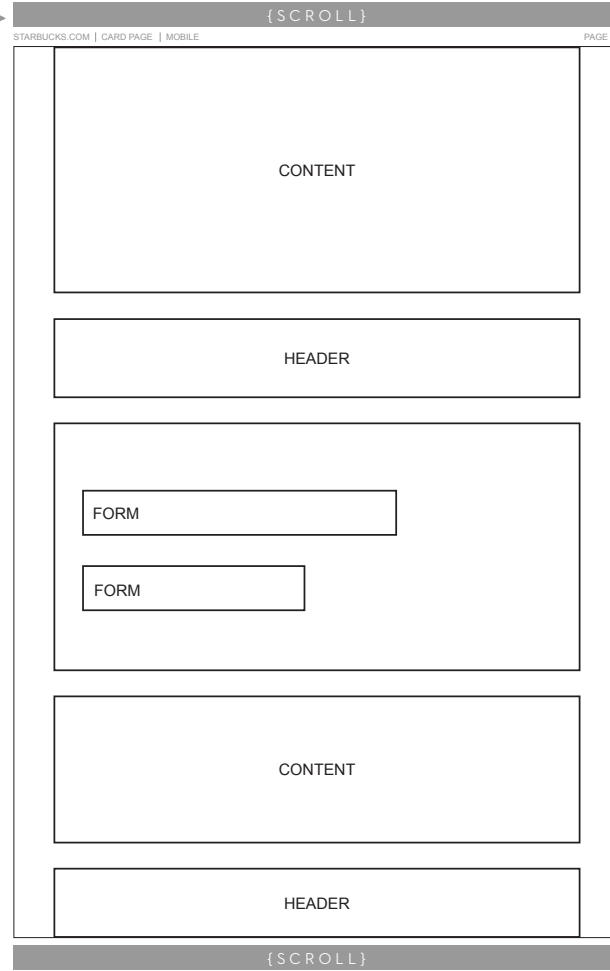 {SCROLL}
STARBUCKS.COM | CARD PAGE | MOBILE PAGE
CONTENT
HEADER
FORM
FORM
CONTENT
HEADER
{SCROLL}